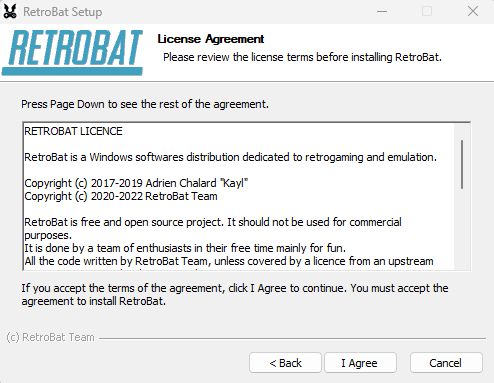 RetroBat Setup
RETROBAT
License Agreement
Please review the license terms before installing RetroBat.
Press Page Down to see the rest of the agreement.
RETROBAT LICENCE
RetroBat is a Windows softwares distribution dedicated to retrogaming and emulation.
Copyright (c) 2017-2019 Adrien Chalard "Kayl"
Copyright (c) 2020-2022 RetroBat Team
RetroBat is free and open source project. It should not be used for commercial
purposes.
It is done by a team of enthusiasts in their free time mainly for fun.
All the code written by RetroBat Team, unless covered by a licence from an upstream
If you accept the terms of the agreement, click I Agree to continue. You must accept the
agreement to install RetroBat.
(c) RetroBat Team
< Back
I Agree
Cancel